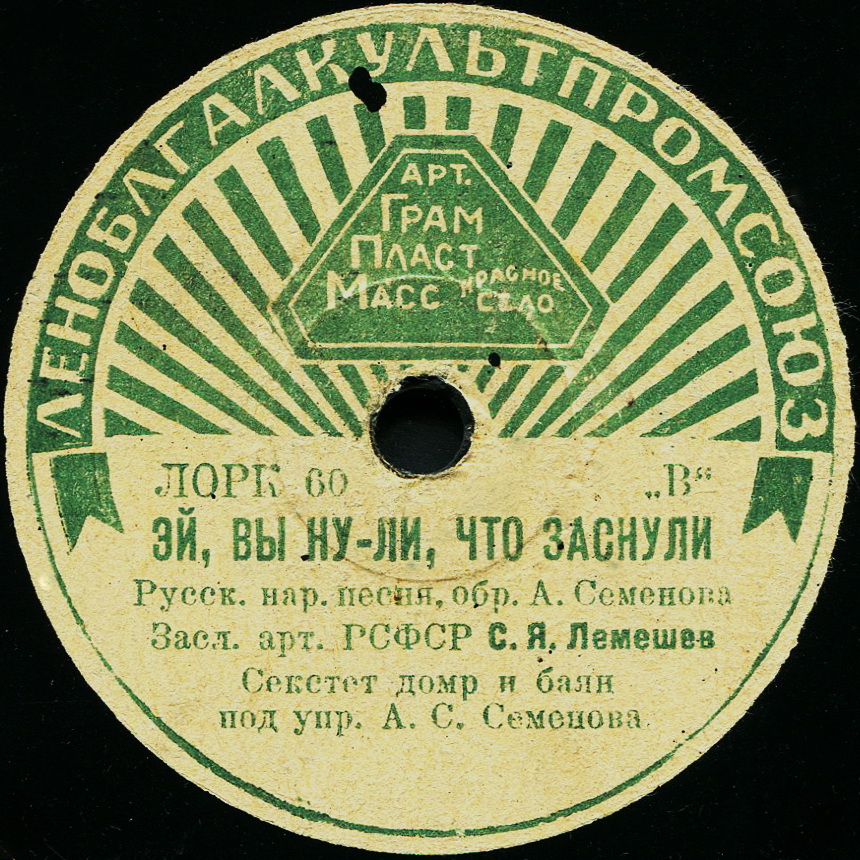 ЛЕНОБЛГААКУЛЬТПРОМСОЮЗ
АРТ.
ГРАМ
ПЛАСТ
МАСС
КРАСНОЕ
СЕЛО
ЛОРК 60 „В“
ЭЙ, ВЫ НУ-ЛИ, ЧТО ЗАСНУЛИ
Русск. нар. песня, обр. А. Семенова
Засл. арт. РСФСР С. Я. Лемешев
Секстет домр и баян
под упр. А. С. Семенова